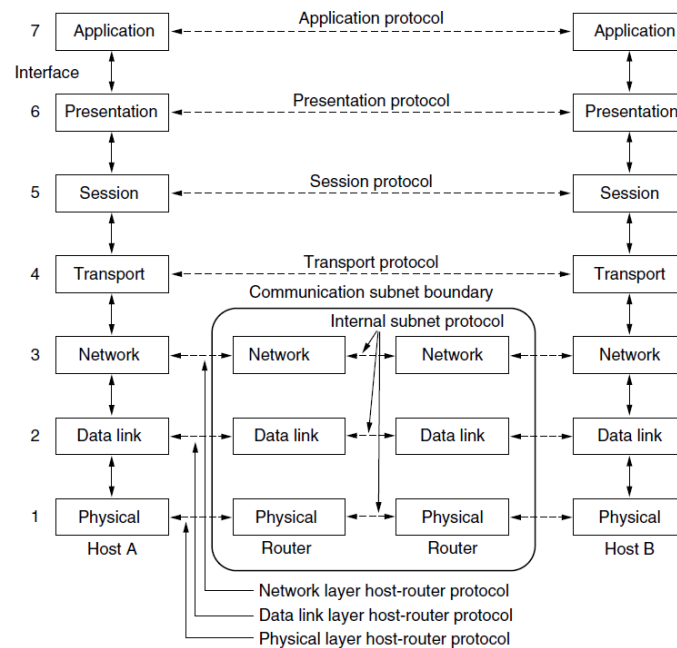 Application protocol
7 Application Application
Interface
Presentation protocol
6 Presentation Presentation
Session protocol
5 Session Session
Transport protocol
4 Transport Transport
Communication subnet boundary
Internal subnet protocol
3 Network Network Network Network
2 Data link Data link Data link Data link
1 Physical Physical Physical Physical
Host A Router Router Host B
Network layer host-router protocol
Data link layer host-router protocol
Physical layer host-router protocol